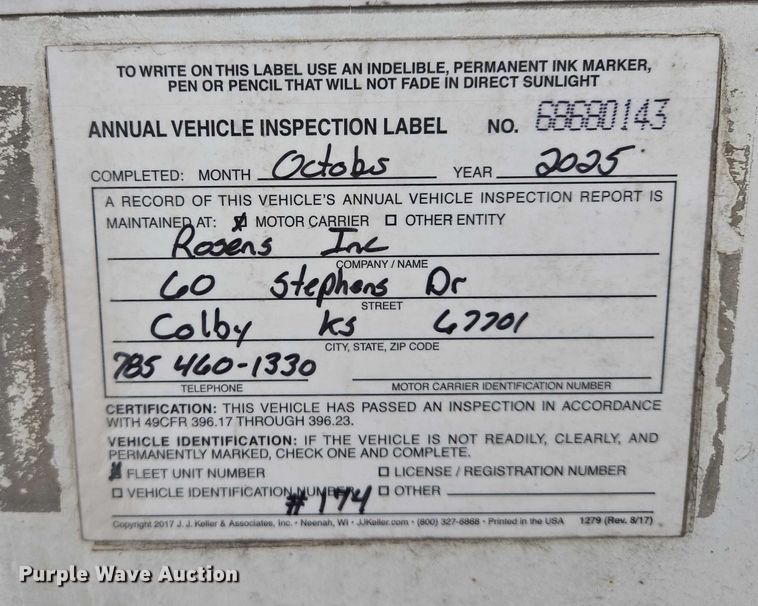 TO WRITE ON THIS LABEL USE AN INDELIBLE, PERMANENT INK MARKER,
PEN OR PENCIL THAT WILL NOT FADE IN DIRECT SUNLIGHT
ANNUAL VEHICLE INSPECTION LABEL NO. 68680143
COMPLETED: MONTH Octobs YEAR 2025
A RECORD OF THIS VEHICLE'S ANNUAL VEHICLE INSPECTION REPORT IS
MAINTAINED AT: MOTOR CARRIER OTHER ENTITY
Rosens Inc
COMPANY / NAME
60 Stephens Dr
STREET
Colby KS 67701
CITY, STATE, ZIP CODE
785 460-1330
TELEPHONE MOTOR CARRIER IDENTIFICATION NUMBER
CERTIFICATION: THIS VEHICLE HAS PASSED AN INSPECTION IN ACCORDANCE
WITH 49CFR 396.17 THROUGH 396.23.
VEHICLE IDENTIFICATION: IF THE VEHICLE IS NOT READILY, CLEARLY, AND
PERMANENTLY MARKED, CHECK ONE AND COMPLETE.
FLEET UNIT NUMBER LICENSE / REGISTRATION NUMBER
VEHICLE IDENTIFICATION NUMBER OTHER
#174
Copyright 2017 J. J. Keller & Associates, Inc. • Neenah, WI • JJKeller.com • (800) 327-6868 • Printed in the USA 1279 (Rev. 8/17)
Purple Wave Auction